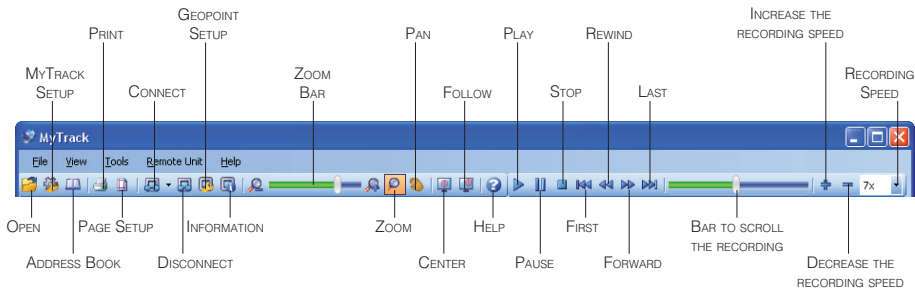 GEOPOINT
SETUP
INCREASE THE
RECORDING SPEED
PRINT
PAN
PLAY
REWIND
MYTRACK
SETUP
ZOOM
BAR
RECORDING
SPEED
CONNECT
FOLLOW
STOP
LAST
MyTrack
File View Tools Remote Unit Help
7x
OPEN
PAGE SETUP
INFORMATION
ZOOM
HELP
FIRST
BAR TO SCROLL
THE RECORDING
ADDRESS BOOK
DISCONNECT
CENTER
PAUSE
FORWARD
DECREASE THE
RECORDING SPEED